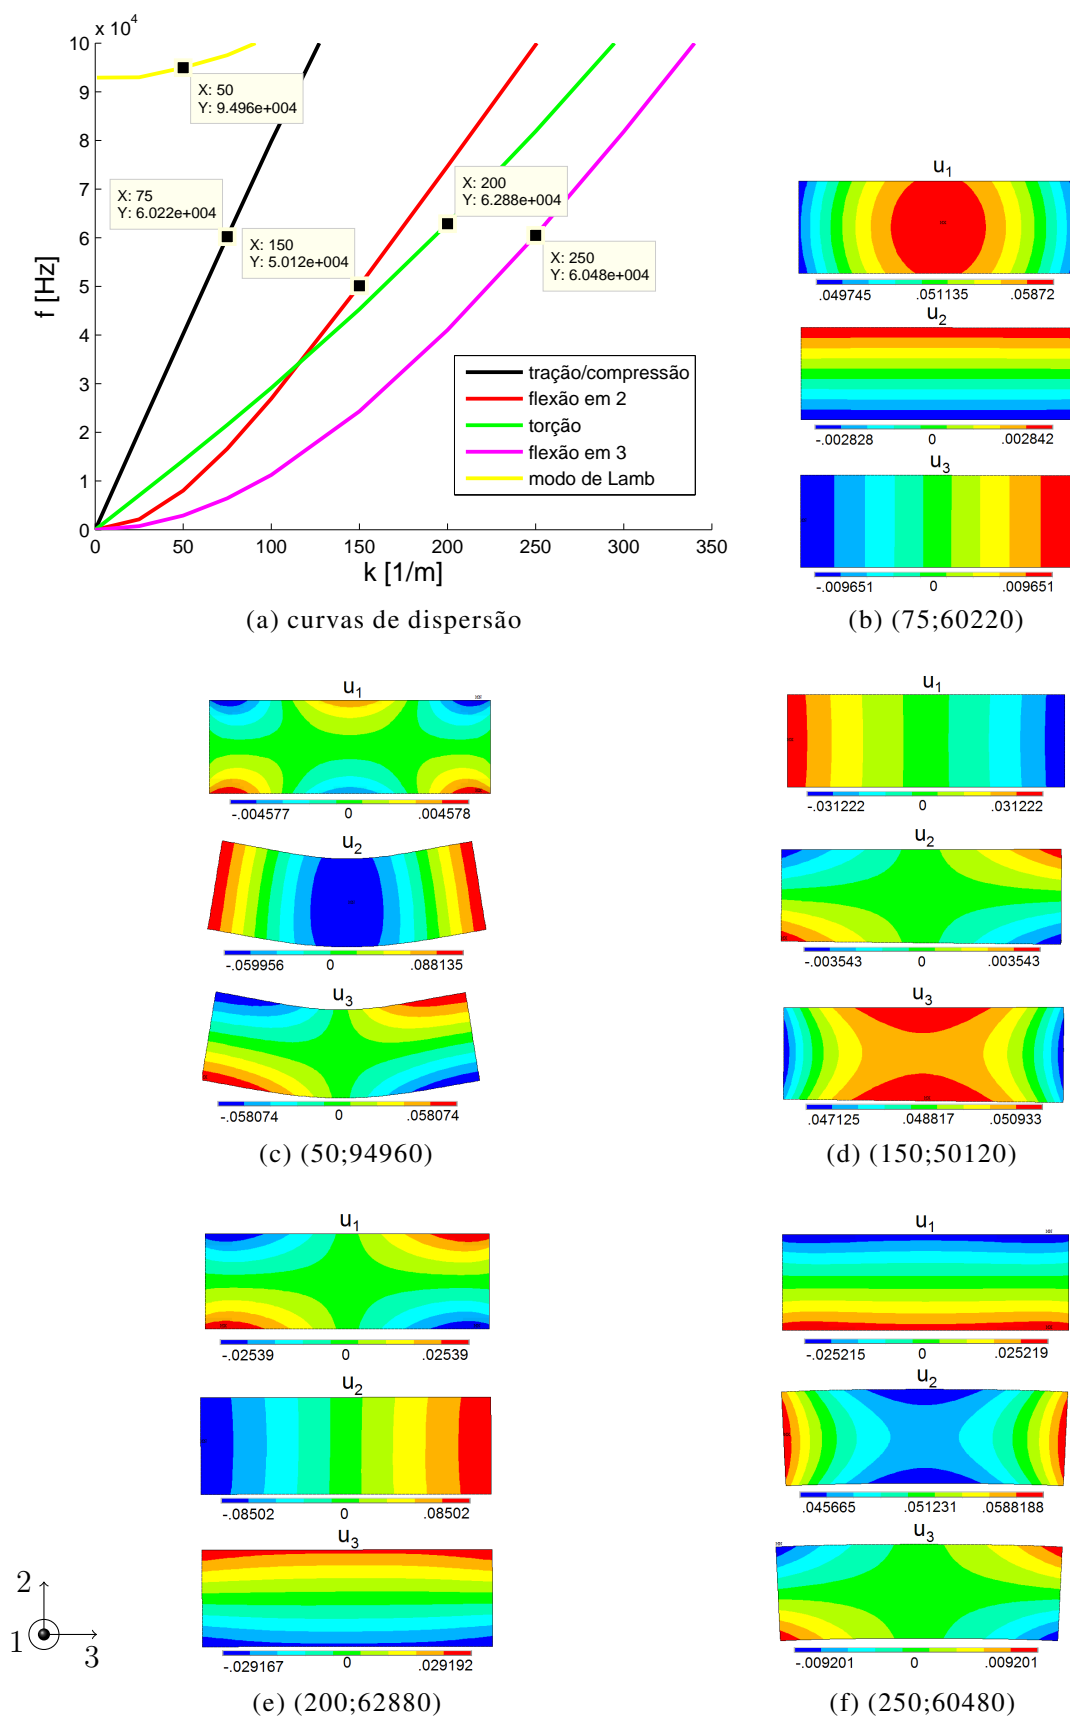 x 10⁴
10
9
8
7
6
5
4
3
2
1
0
f [Hz]
X: 50
Y: 9.496e+004
X: 75
Y: 6.022e+004
X: 150
Y: 5.012e+004
X: 200
Y: 6.288e+004
X: 250
Y: 6.048e+004
tração/compressão
flexão em 2
torção
flexão em 3
modo de Lamb
0 50 100 150 200 250 300 350
k [1/m]
(a) curvas de dispersão
u₁
.049745 .051135 .05872
u₂
-.002828 0 .002842
u₃
-.009651 0 .009651
(b) (75;60220)
u₁
-.004577 0 .004578
u₂
-.059956 0 .088135
u₃
-.058074 0 .058074
(c) (50;94960)
u₁
-.031222 0 .031222
u₂
-.003543 0 .003543
u₃
.047125 .048817 .050933
(d) (150;50120)
u₁
-.02539 0 .02539
u₂
-.08502 0 .08502
u₃
-.029167 0 .029192
(e) (200;62880)
u₁
-.025215 0 .025219
u₂
.045665 .051231 .0588188
u₃
-.009201 0 .009201
(f) (250;60480)
2
1
3